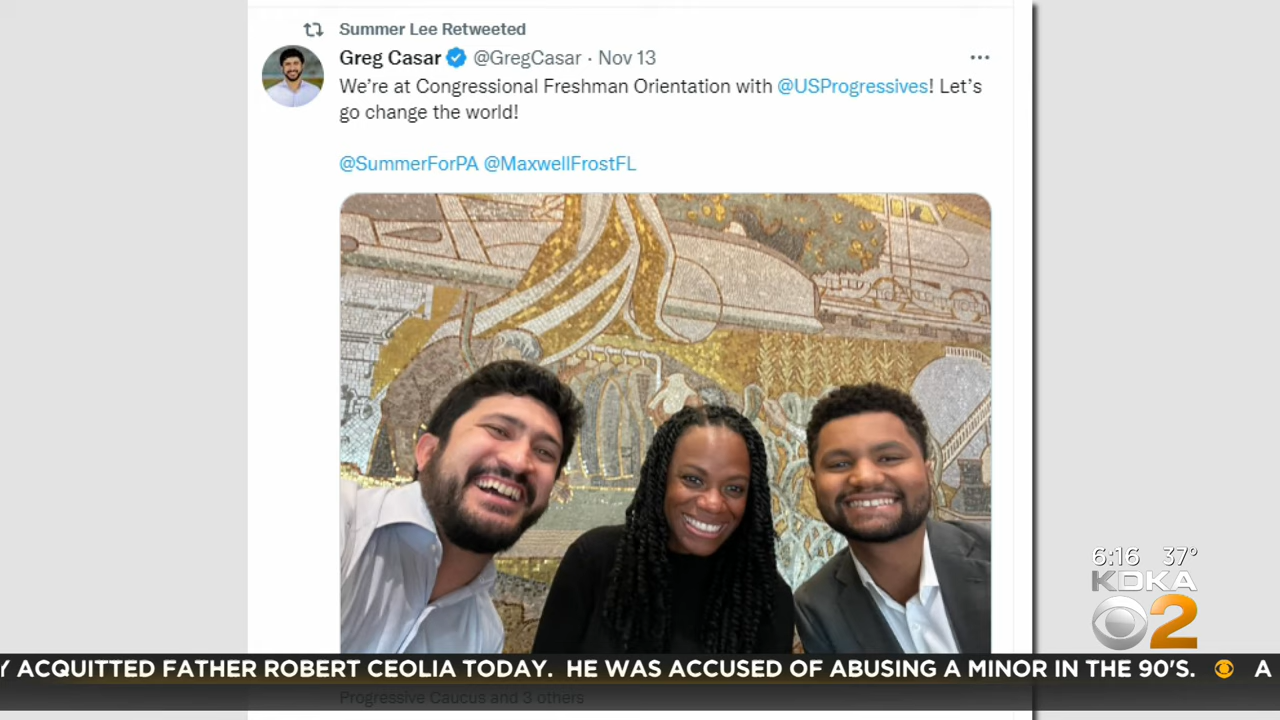 Summer Lee Retweeted
Greg Casar @GregCasar · Nov 13
We're at Congressional Freshman Orientation with @USProgressives! Let's
go change the world!
@SummerForPA @MaxwellFrostFL
6:16 37°
KDKA
2
Y ACQUITTED FATHER ROBERT CEOLIA TODAY. HE WAS ACCUSED OF ABUSING A MINOR IN THE 90'S. A
Progressive Caucus and 3 others